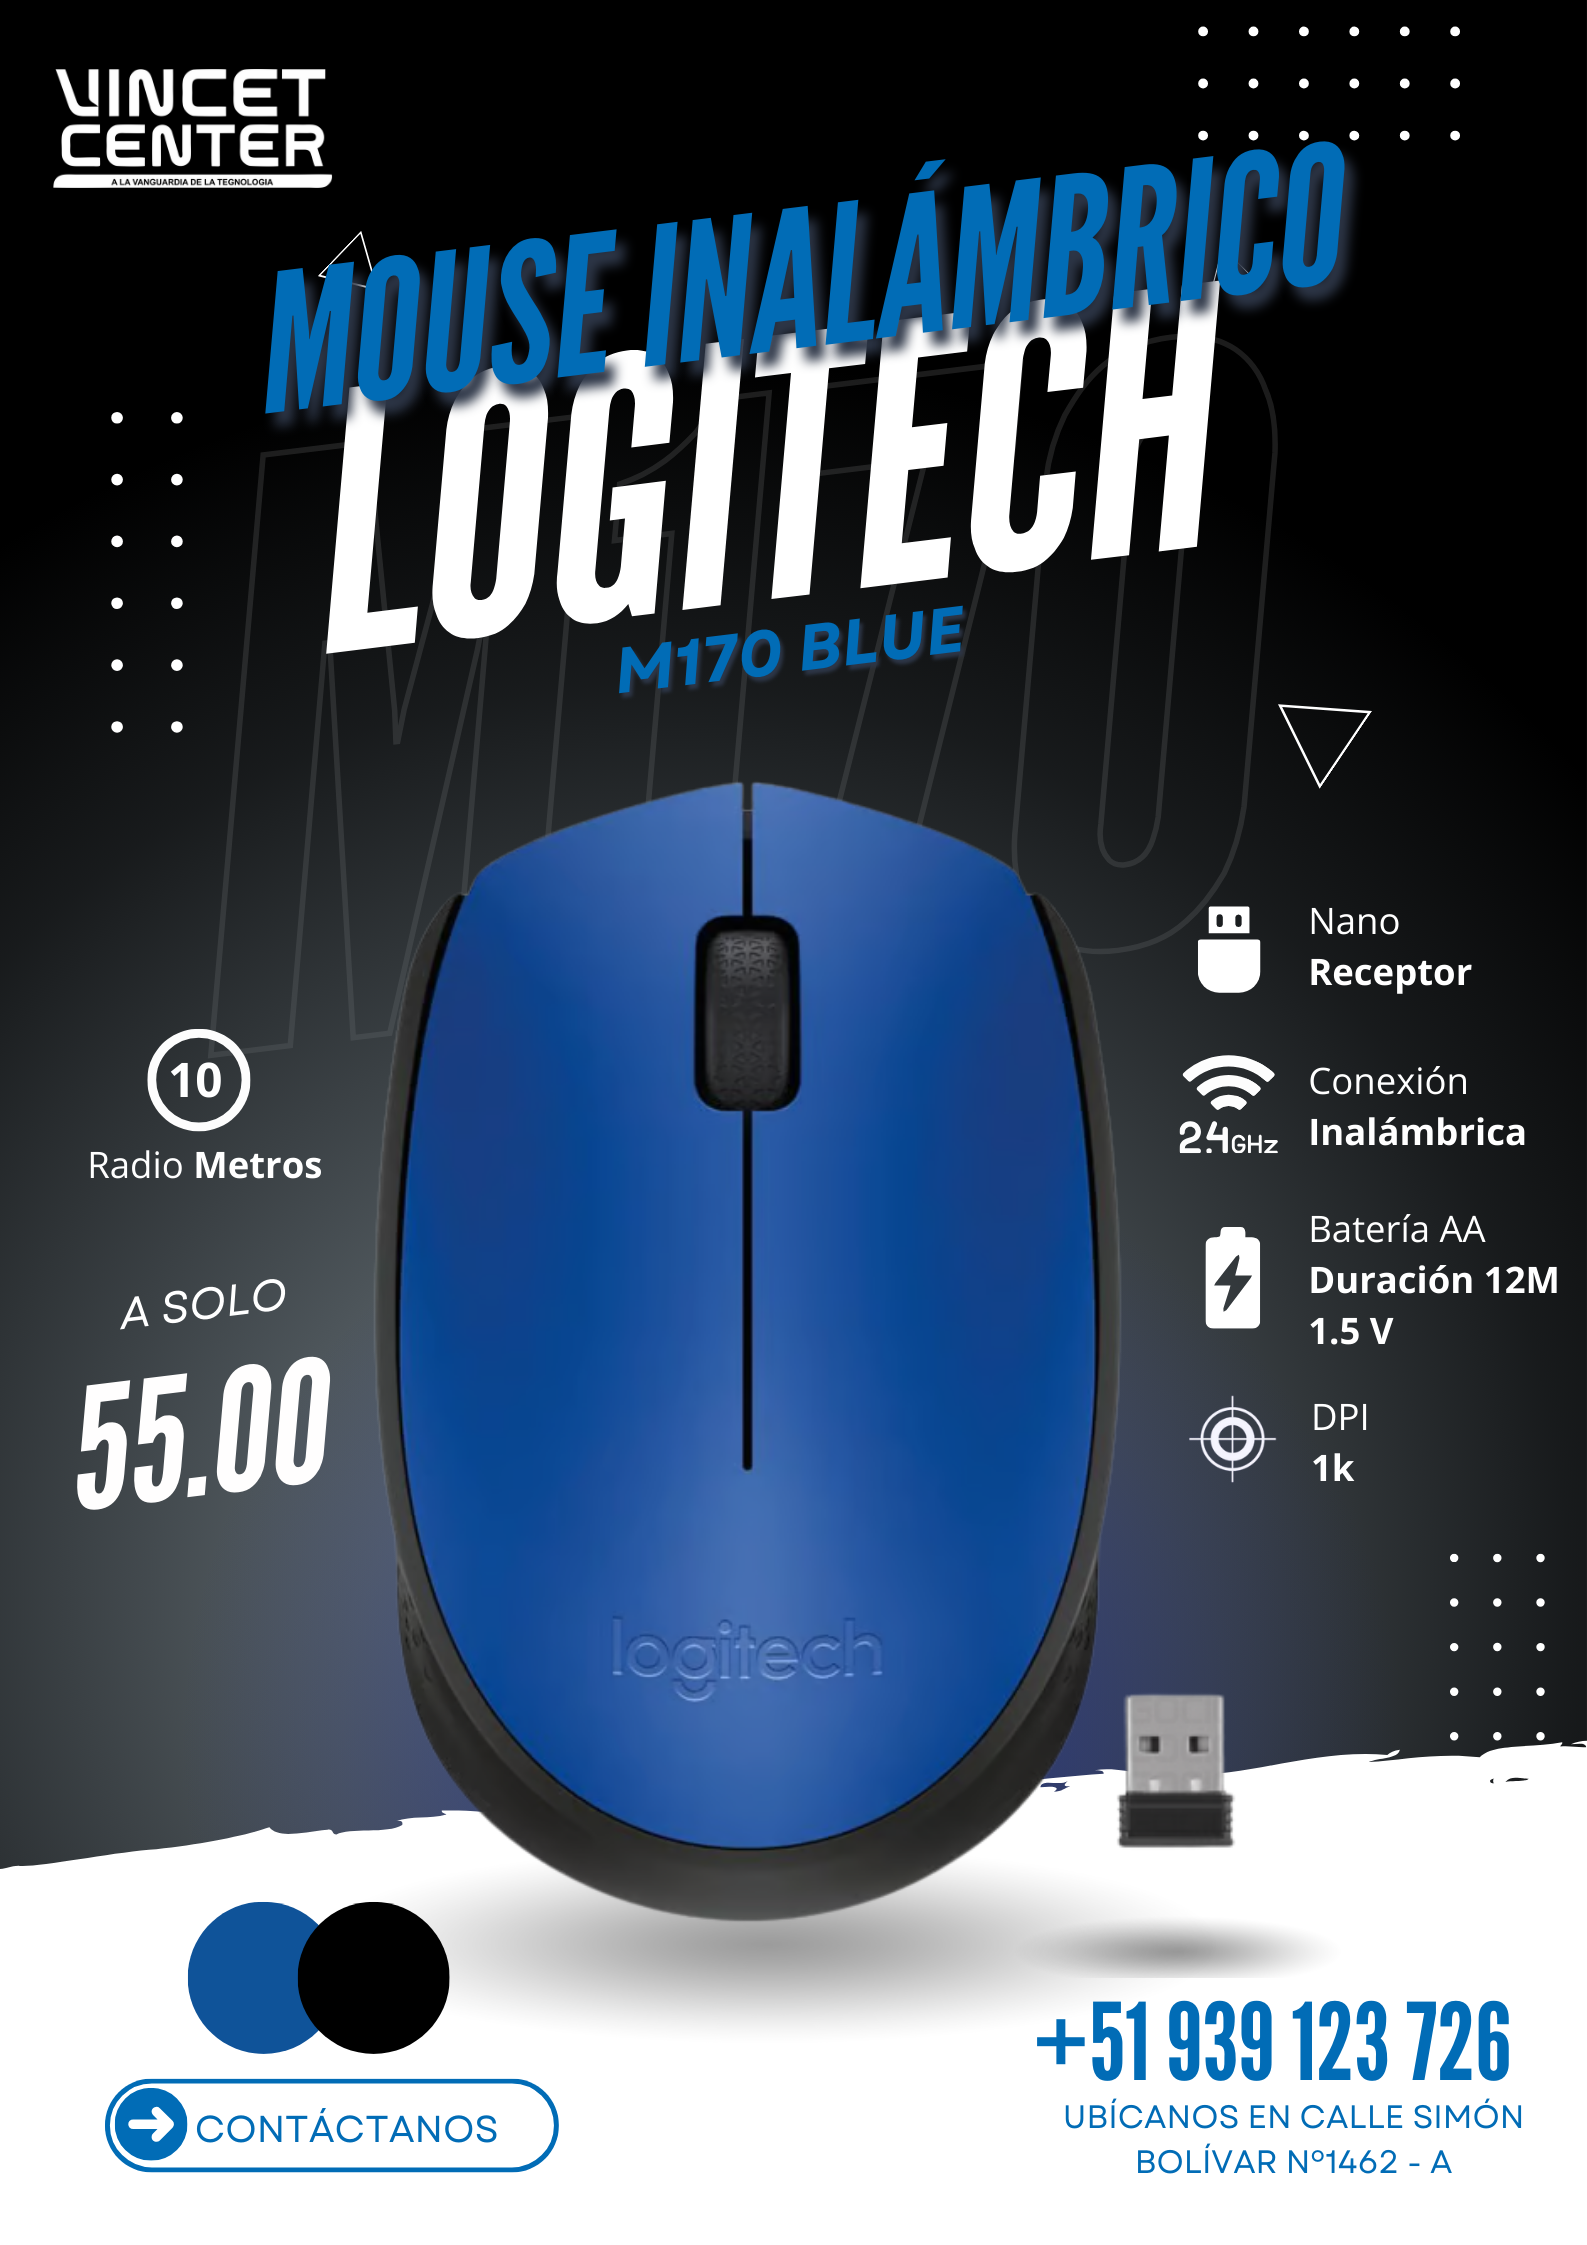 VINCET
CENTER
A LA VANGUARDIA DE LA TEGNOLOGIA
MOUSE INALÁMBRICO
LOGITECH
M170
M170 BLUE
Nano
Receptor
10
Radio Metros
2.4GHz
Conexión
Inalámbrica
Batería AA
Duración 12M
1.5 V
A SOLO
55.00
DPI
1k
logitech
+51 939 123 726
CONTÁCTANOS
UBÍCANOS EN CALLE SIMÓN
BOLÍVAR N°1462 - A